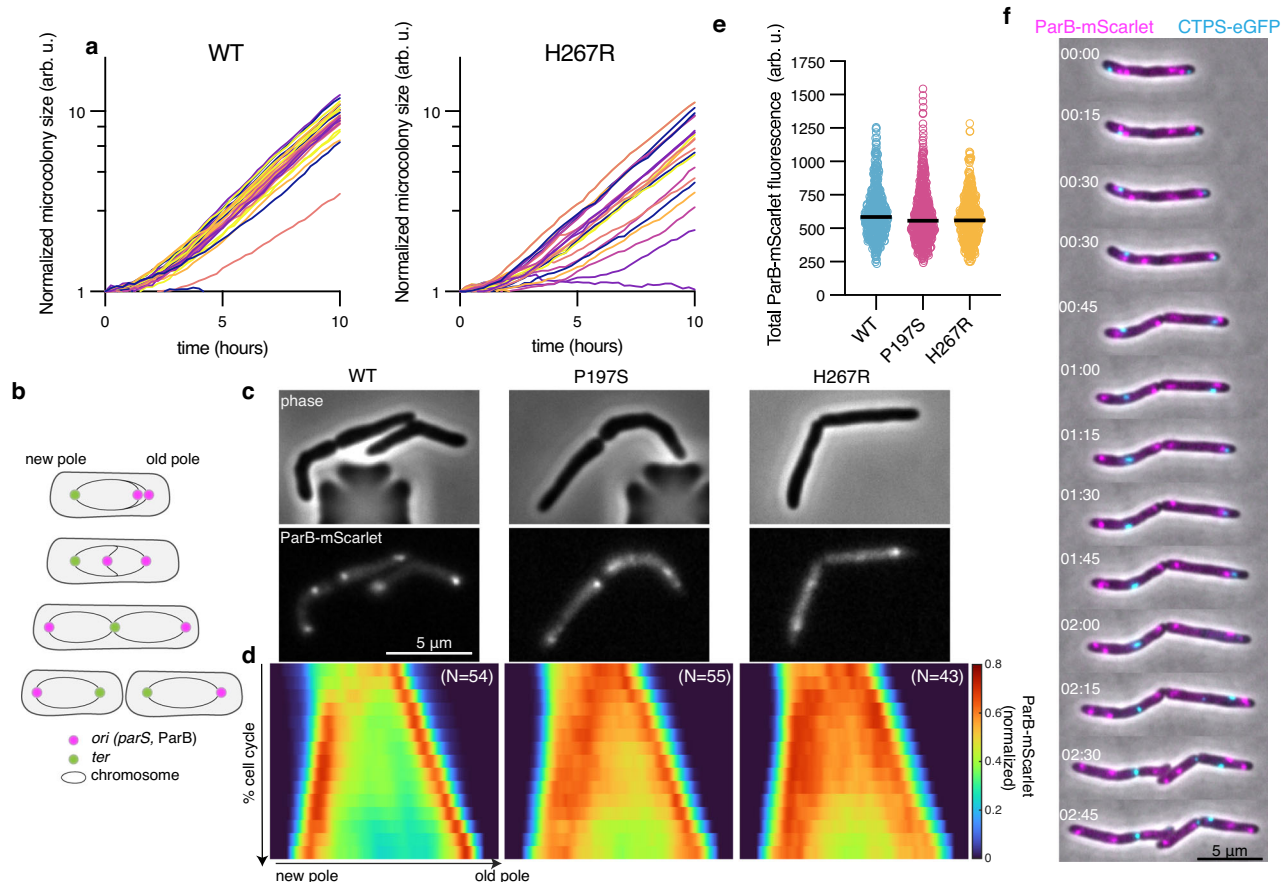 a
WT
Normalized microcolony size (arb. u.)
10
1
0
5
10
time (hours)
H267R
Normalized microcolony size (arb. u.)
10
1
0
5
10
time (hours)
b
new pole
old pole
ori (parS, ParB)
ter
chromosome
c
WT
P197S
H267R
phase
ParB-mScarlet
5 µm
d
(N=54)
(N=55)
(N=43)
% cell cycle
new pole
old pole
0.8
0.6
0.4
0.2
0
ParB-mScarlet
(normalized)
e
Total ParB-mScarlet fluorescence (arb. u.)
1750
1500
1250
1000
750
500
250
0
WT
P197S
H267R
f
ParB-mScarlet
CTPS-eGFP
00:00
00:15
00:30
00:30
00:45
01:00
01:15
01:30
01:45
02:00
02:15
02:30
02:45
5 µm